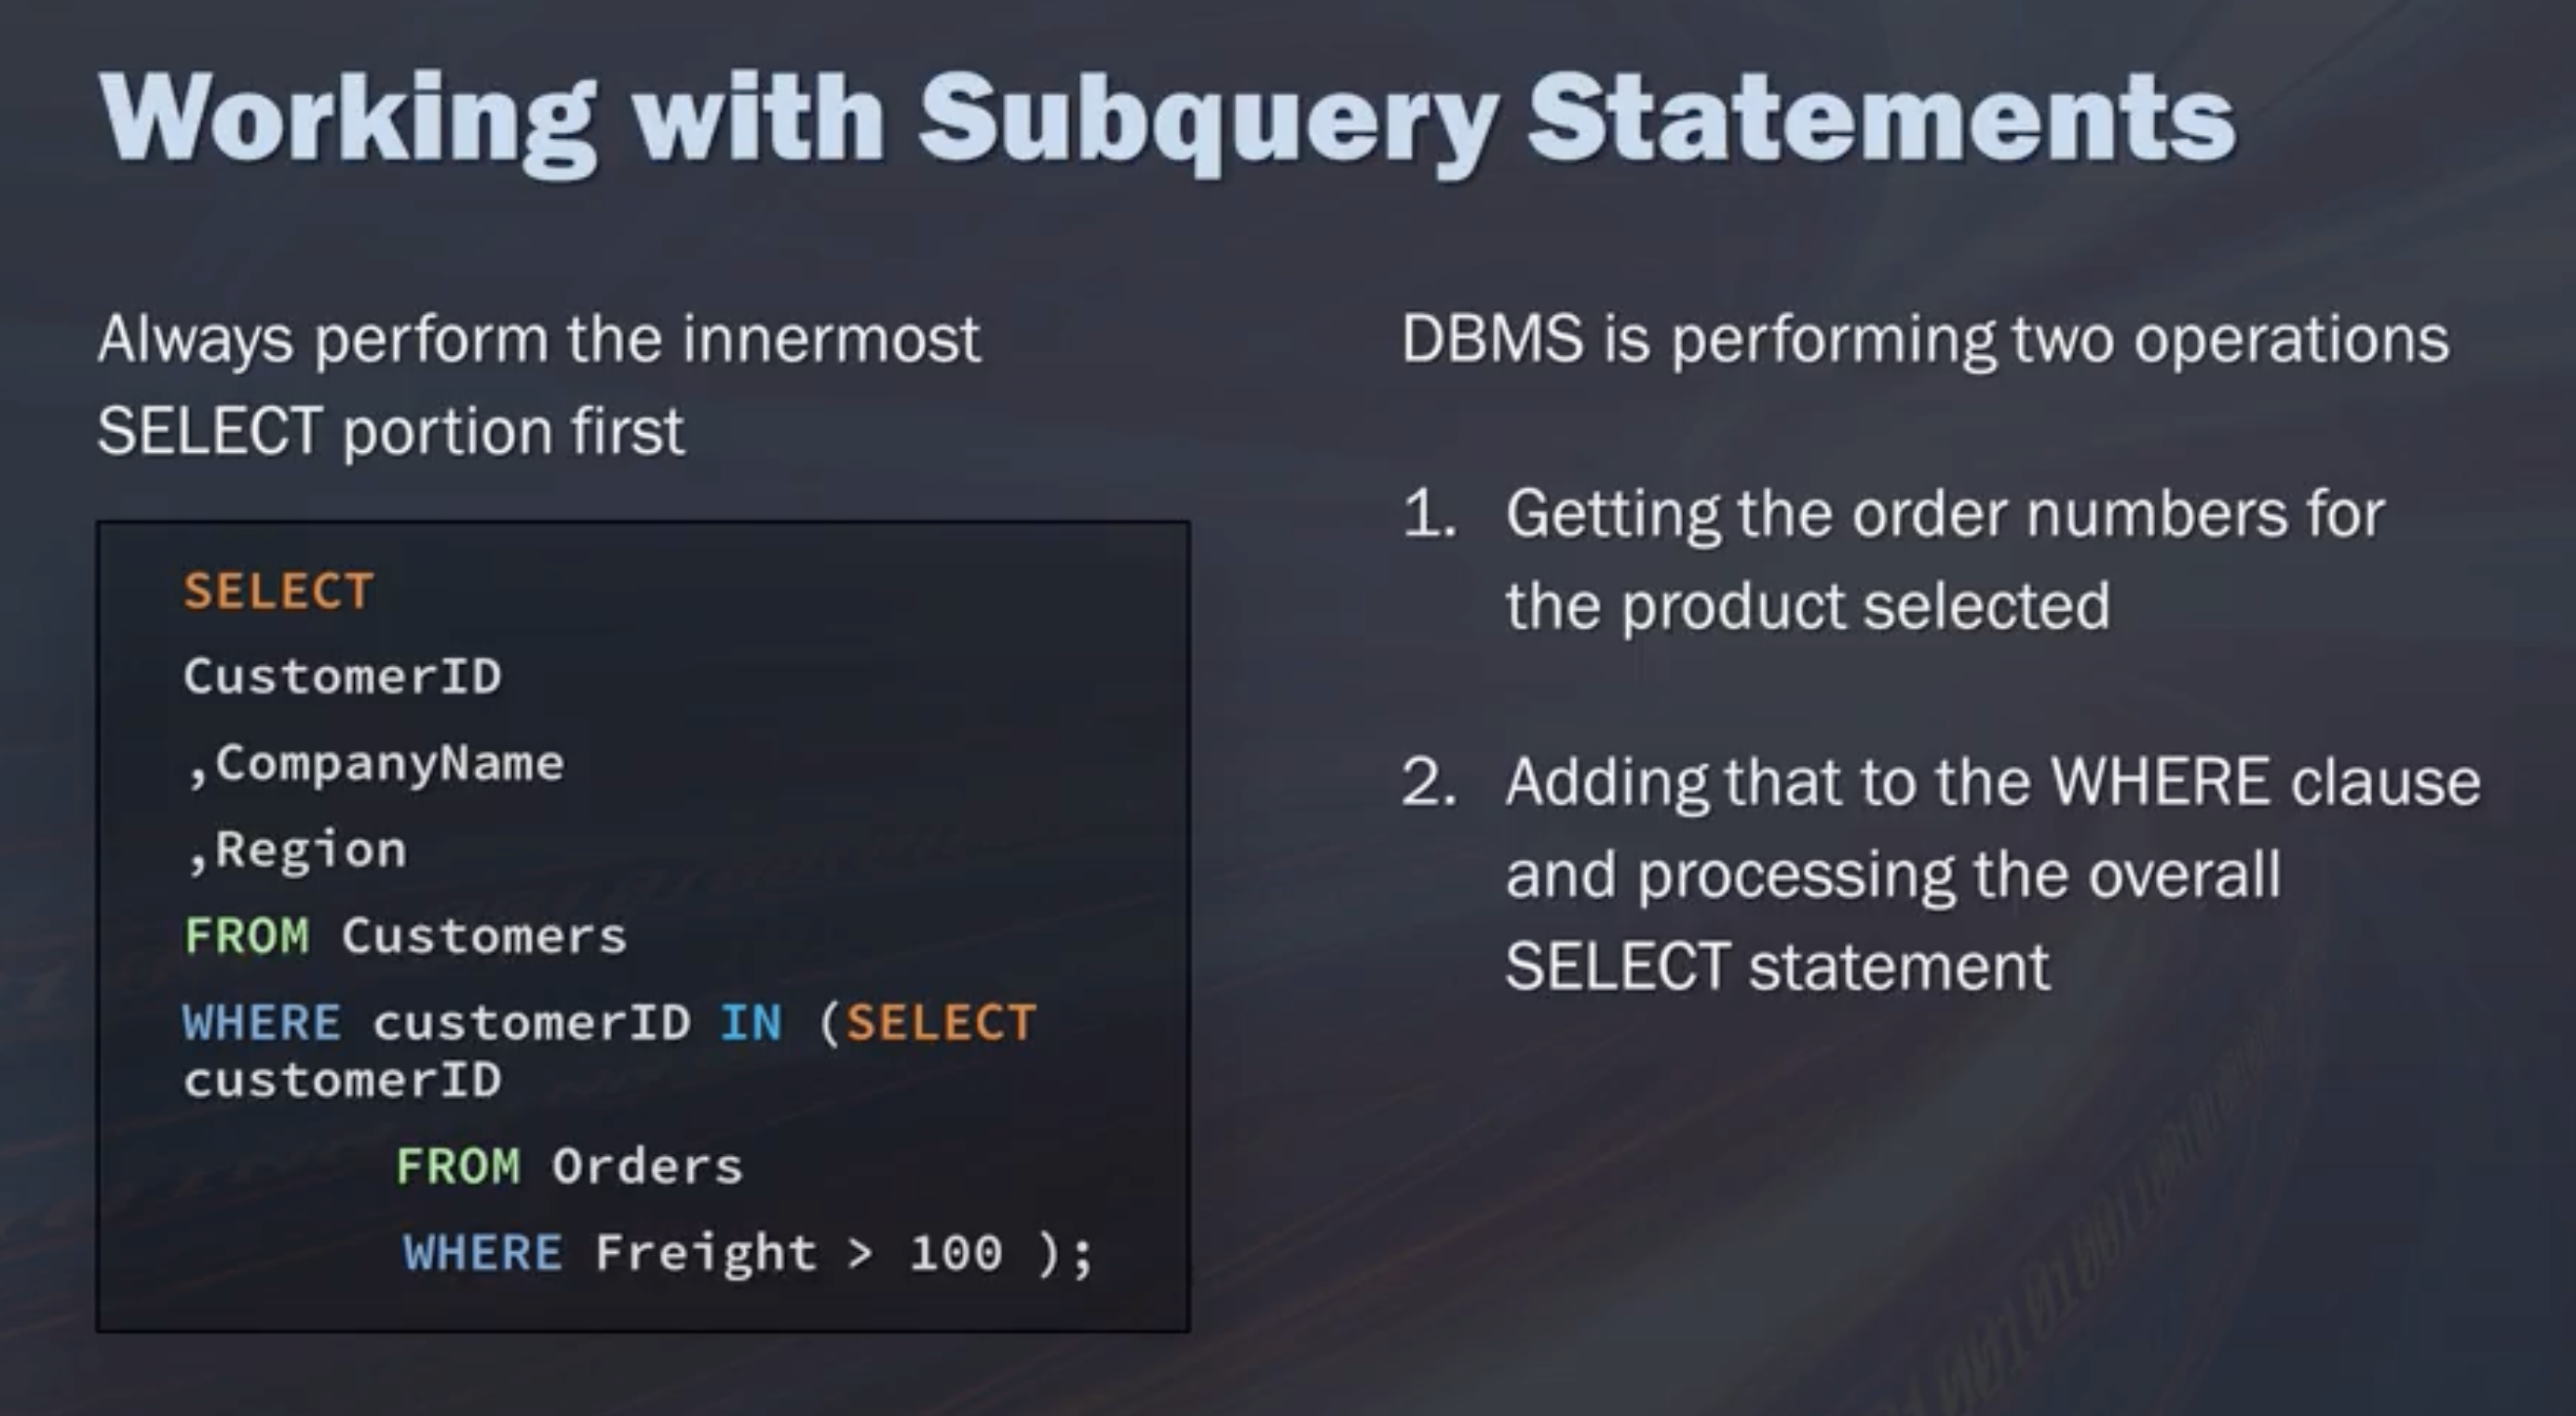 Working with Subquery Statements
Always perform the innermost
SELECT portion first
SELECT
CustomerID
,CompanyName
,Region
FROM Customers
WHERE customerID IN (SELECT
customerID
FROM Orders
WHERE Freight > 100 );
DBMS is performing two operations
1. Getting the order numbers for
the product selected
2. Adding that to the WHERE clause
and processing the overall
SELECT statement